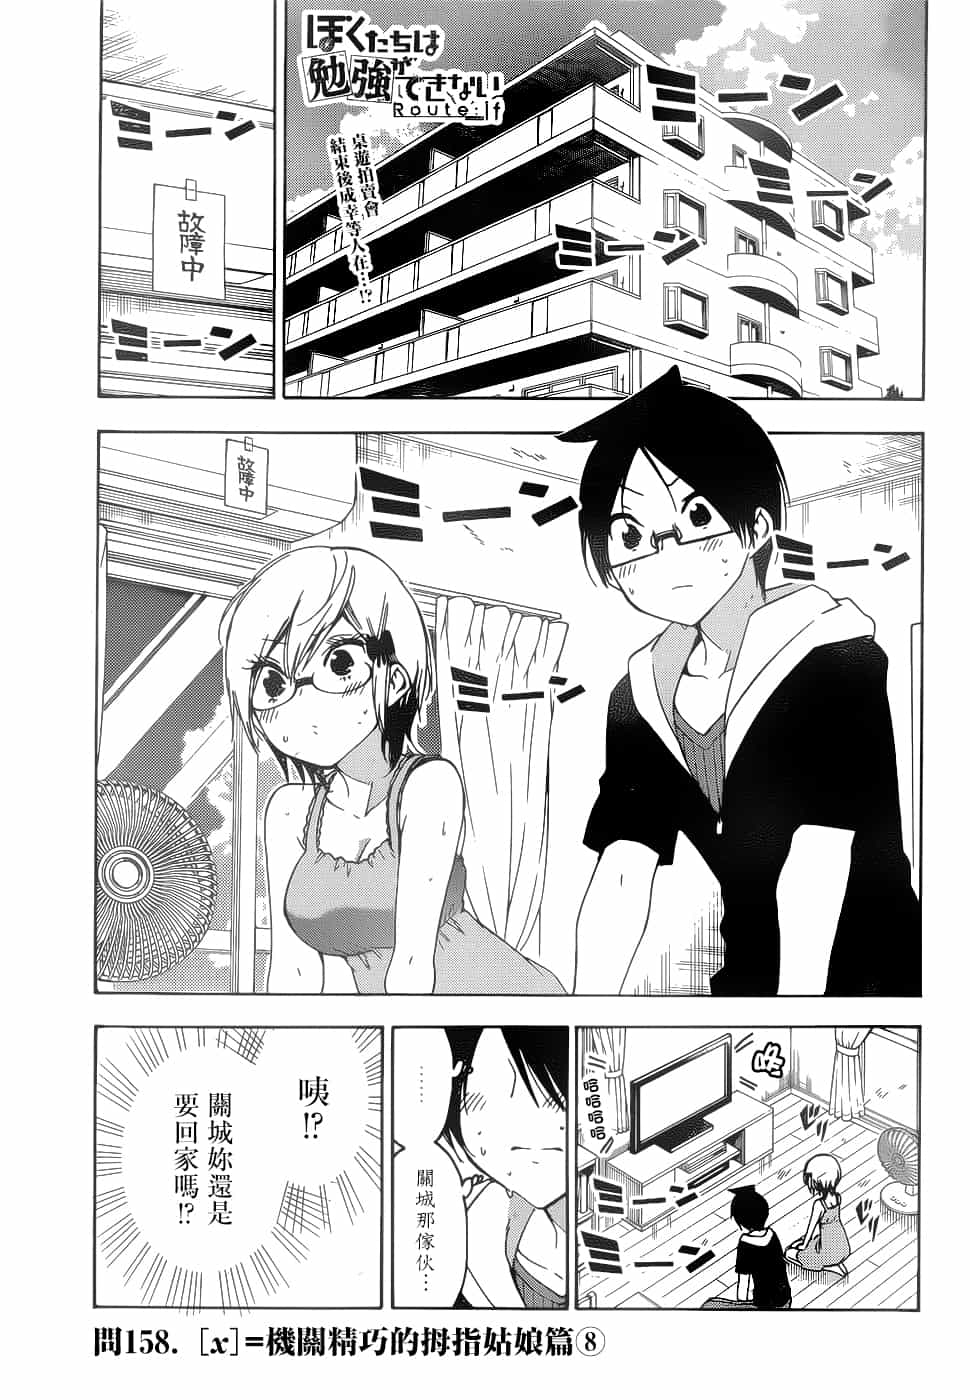 ぼくたちは
勉強ができない
Route:if
桌遊拍賣會
結束後成幸等人在…!?
ミーン
ミーン
ミーン
ミーン
故障中
ミーン
ミーン
故障中
ミーン
ミーン
ミーン
咚
哈哈哈哈
……
關城那傢伙…
咦!?
關城妳還是
要回家嗎!?
問158. [x]=機關精巧的拇指姑娘篇⑧